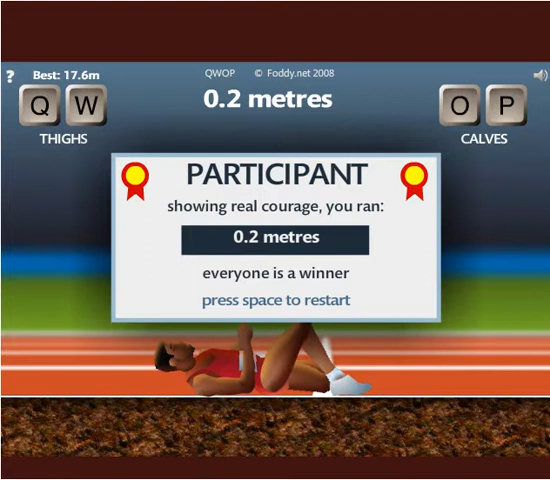 ? Best: 17.6m
QWOP © Foddy.net 2008
0.2 metres
Q W
THIGHS
O P
CALVES
PARTICIPANT
showing real courage, you ran:
0.2 metres
everyone is a winner
press space to restart